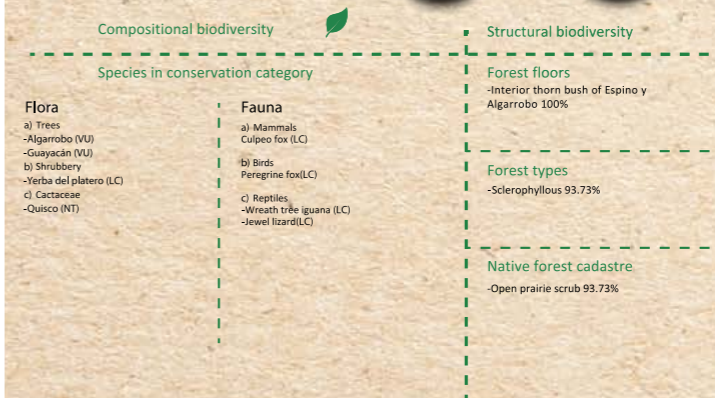 Compositional biodiversity
Species in conservation category
Flora
a) Trees
-Algarrobo (VU)
-Guayacán (VU)
b) Shrubbery
-Yerba del platero (LC)
c) Cactaceae
-Quisco (NT)
Fauna
a) Mammals
Culpeo fox (LC)
b) Birds
Peregrine fox(LC)
c) Reptiles
-Wreath tree iguana (LC)
-Jewel lizard(LC)
Structural biodiversity
Forest floors
-Interior thorn bush of Espino y
Algarrobo 100%
Forest types
-Sclerophyllous 93.73%
Native forest cadastre
-Open prairie scrub 93.73%